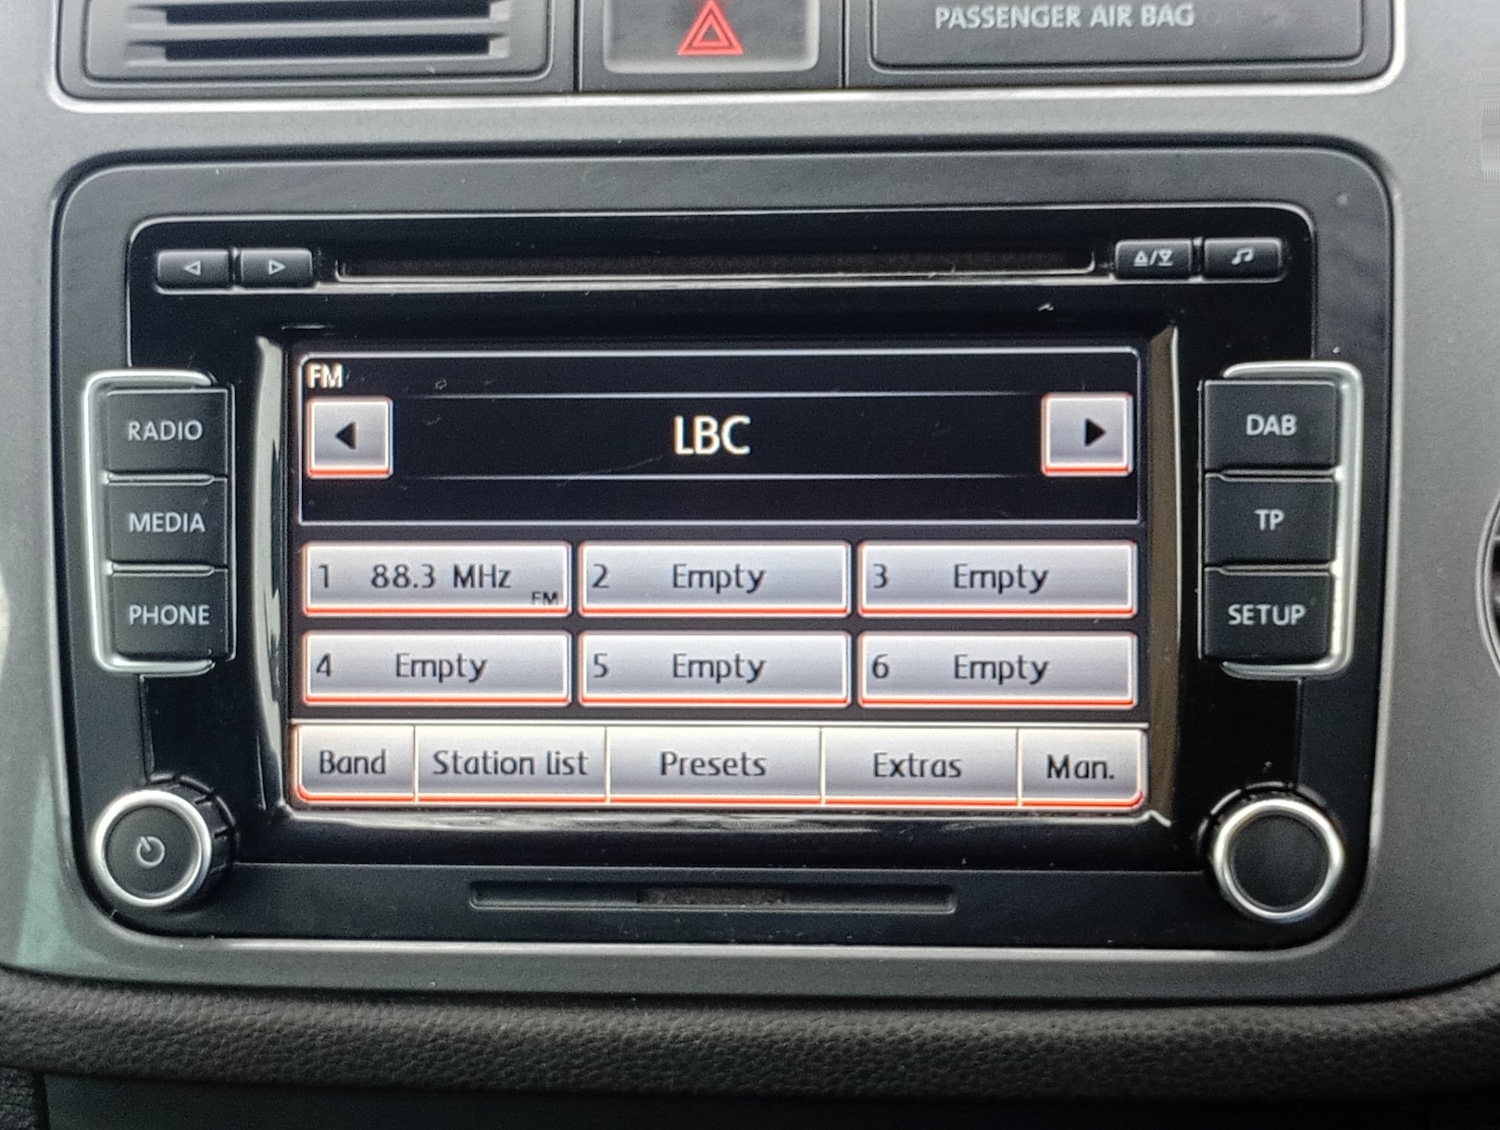 PASSENGER AIR BAG
FM
LBC
RADIO
MEDIA
PHONE
DAB
TP
SETUP
1 88.3 MHz FM
2 Empty
3 Empty
4 Empty
5 Empty
6 Empty
Band
Station list
Presets
Extras
Man.